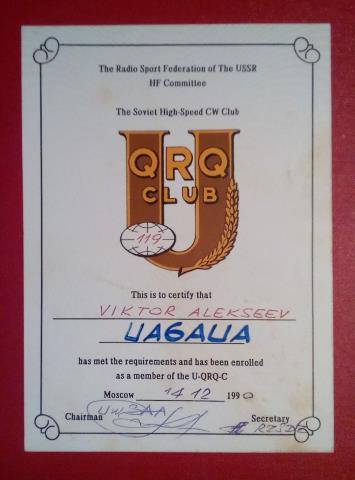 The Radio Sport Federation of The USSR
HF Committee
The Soviet High-Speed CW Club
U
QRQ
CLUB
119
This is to certify that
VIKTOR ALEKSEEV
UA6AUA
has met the requirements and has been enrolled
as a member of the U-QRQ-C
Moscow 14.12 1990
Chairman Secretary
UW3AA